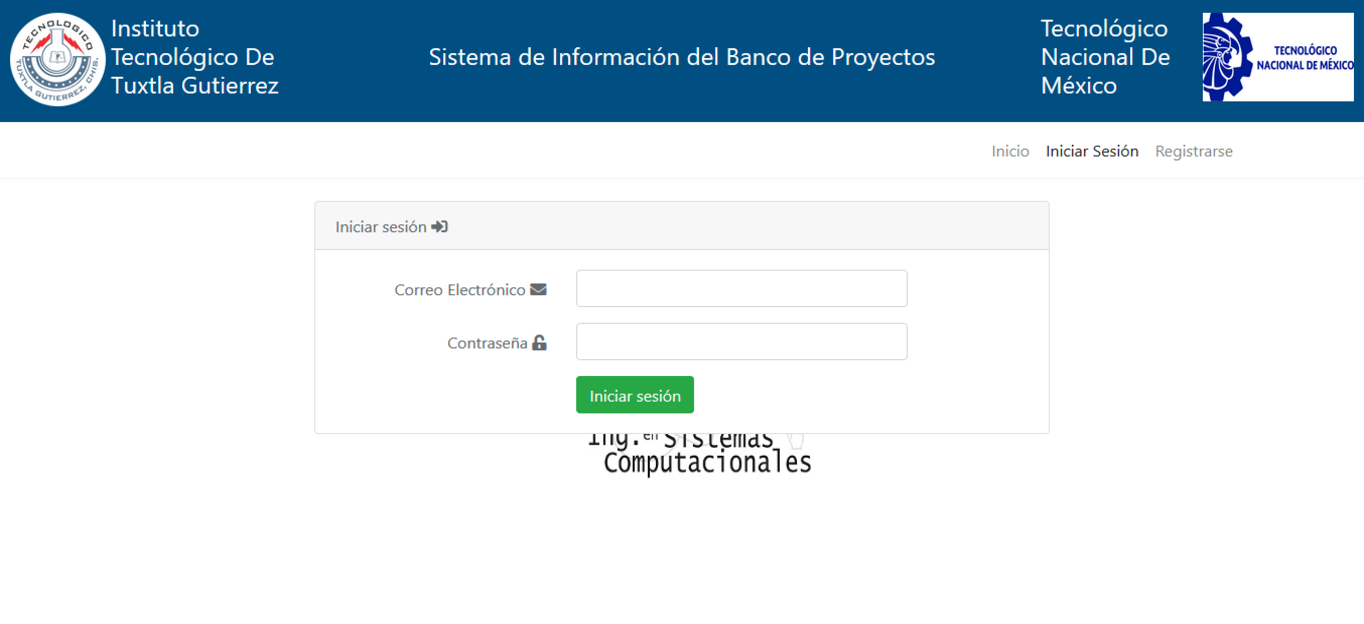 TECNOLOGICO
TUXTLA GUTIERREZ, CHIS.
Instituto
Tecnológico De
Tuxtla Gutierrez
Sistema de Información del Banco de Proyectos
Tecnológico
Nacional De
México
TECNOLÓGICO
NACIONAL DE MÉXICO
Inicio Iniciar Sesión Registrarse
Iniciar sesión
Correo Electrónico
Contraseña
Iniciar sesión
Ing. en Sistemas
Computacionales